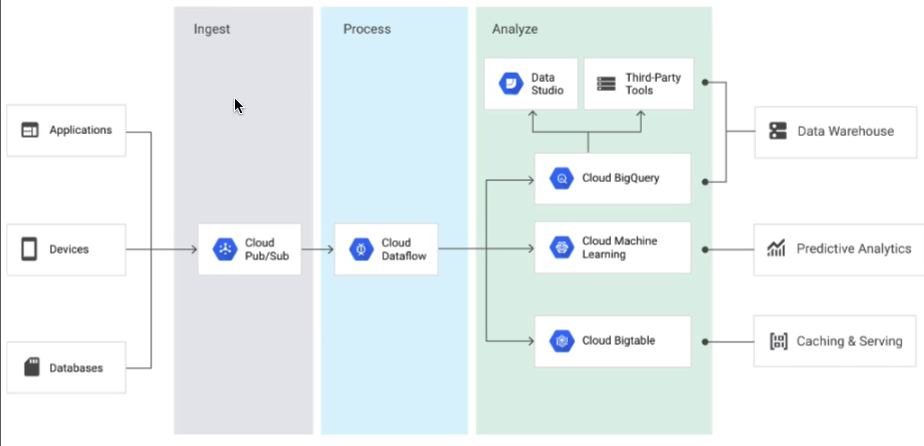 Ingest
Process
Analyze
Data
Studio
Third-Party
Tools
Applications
Data Warehouse
Cloud BigQuery
Devices
Cloud
Pub/Sub
Cloud
Dataflow
Cloud Machine
Learning
Predictive Analytics
Cloud Bigtable
Caching & Serving
Databases